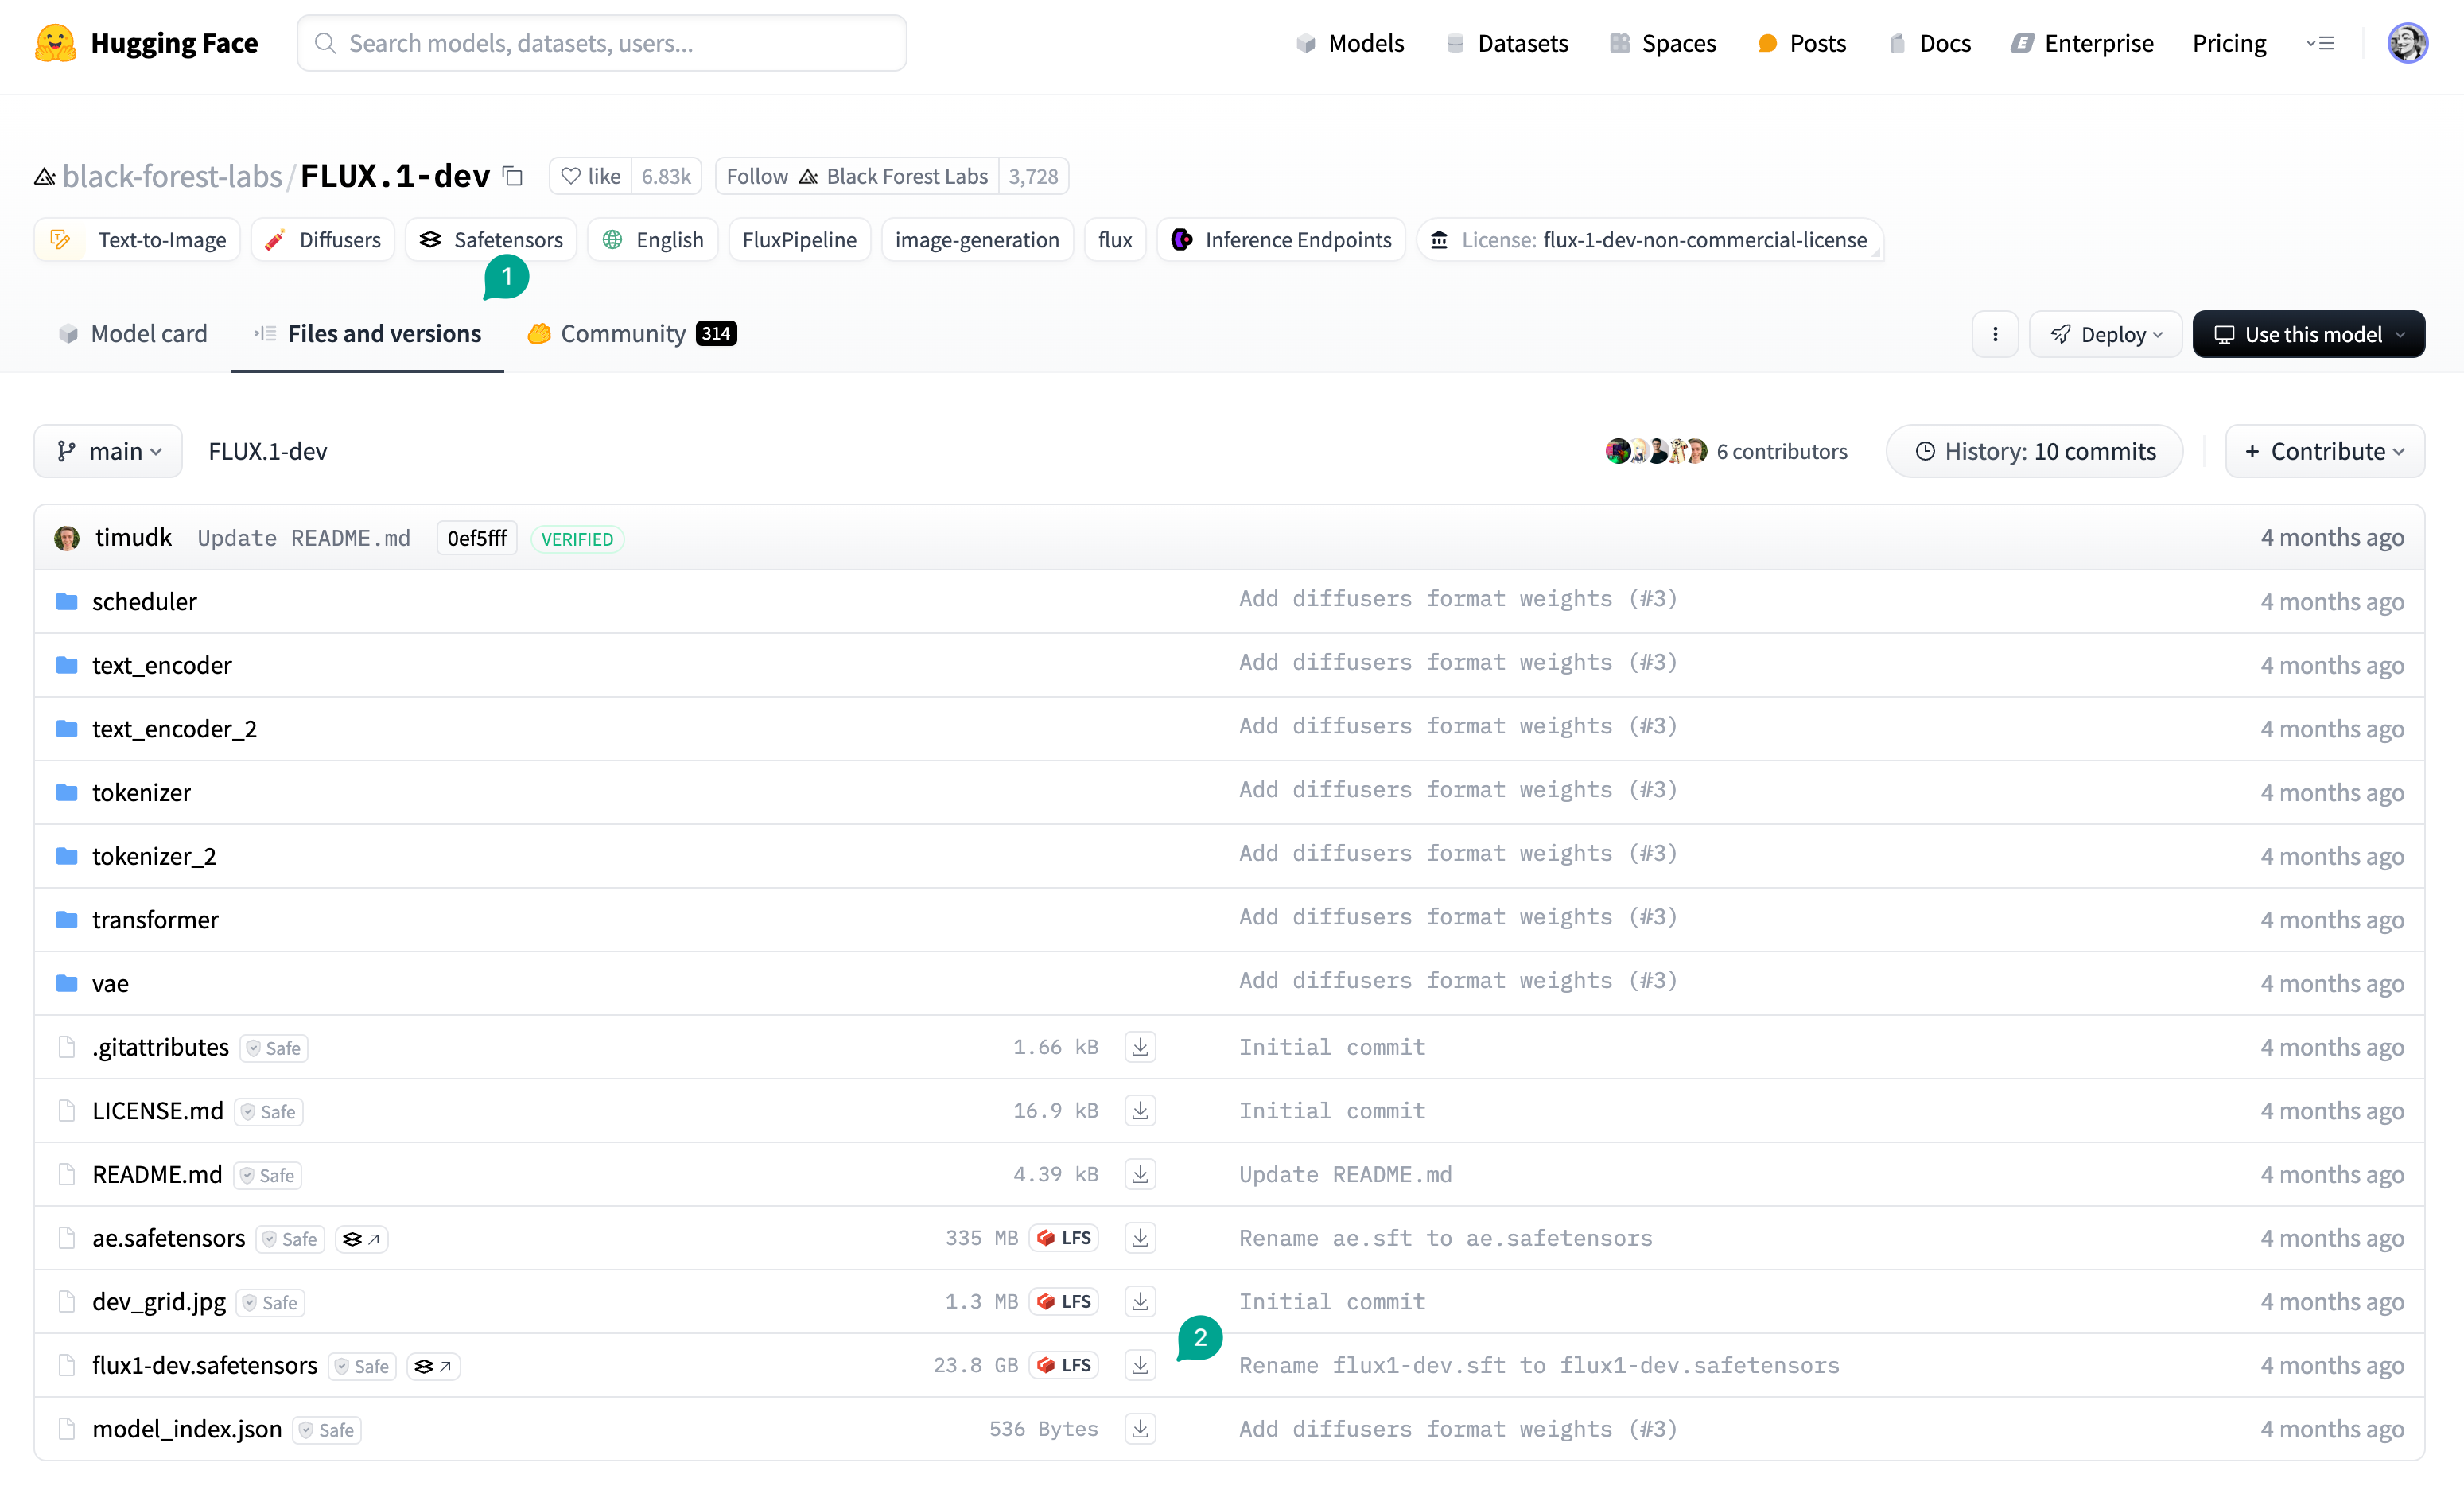 Hugging Face Search models, datasets, users... Models Datasets Spaces Posts Docs Enterprise Pricing
black-forest-labs/FLUX.1-dev like 6.83k Follow Black Forest Labs 3,728
Text-to-Image Diffusers Safetensors English FluxPipeline image-generation flux Inference Endpoints License: flux-1-dev-non-commercial-license
1
Model card Files and versions Community 314 Deploy Use this model
main FLUX.1-dev 6 contributors History: 10 commits + Contribute
timudk Update README.md 0ef5fff VERIFIED 4 months ago
scheduler Add diffusers format weights (#3) 4 months ago
text_encoder Add diffusers format weights (#3) 4 months ago
text_encoder_2 Add diffusers format weights (#3) 4 months ago
tokenizer Add diffusers format weights (#3) 4 months ago
tokenizer_2 Add diffusers format weights (#3) 4 months ago
transformer Add diffusers format weights (#3) 4 months ago
vae Add diffusers format weights (#3) 4 months ago
.gitattributes Safe 1.66 kB Initial commit 4 months ago
LICENSE.md Safe 16.9 kB Initial commit 4 months ago
README.md Safe 4.39 kB Update README.md 4 months ago
ae.safetensors Safe 335 MB LFS Rename ae.sft to ae.safetensors 4 months ago
dev_grid.jpg Safe 1.3 MB LFS Initial commit 4 months ago
2
flux1-dev.safetensors Safe 23.8 GB LFS Rename flux1-dev.sft to flux1-dev.safetensors 4 months ago
model_index.json Safe 536 Bytes Add diffusers format weights (#3) 4 months ago